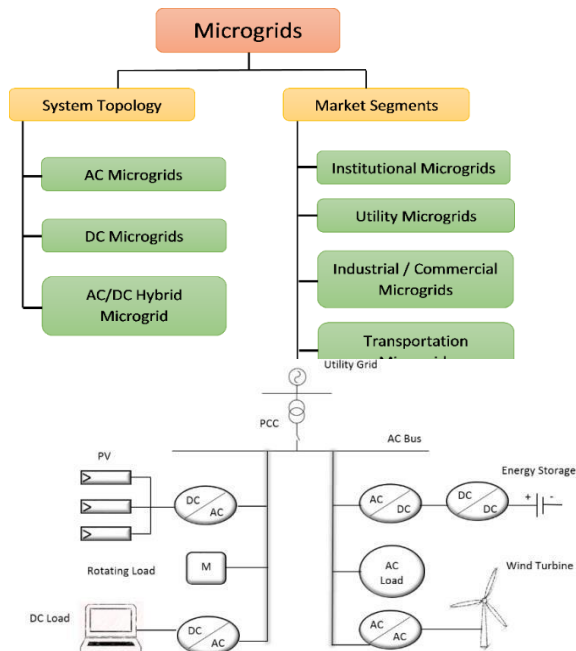 Microgrids
System Topology
Market Segments
AC Microgrids
DC Microgrids
AC/DC Hybrid
Microgrid
Institutional Microgrids
Utility Microgrids
Industrial / Commercial
Microgrids
Transportation
Utility Grid
PCC
AC Bus
PV
DC
AC
Rotating Load
M
DC Load
DC
AC
Energy Storage
AC
DC
DC
DC
+ -
AC
Load
Wind Turbine
AC
AC